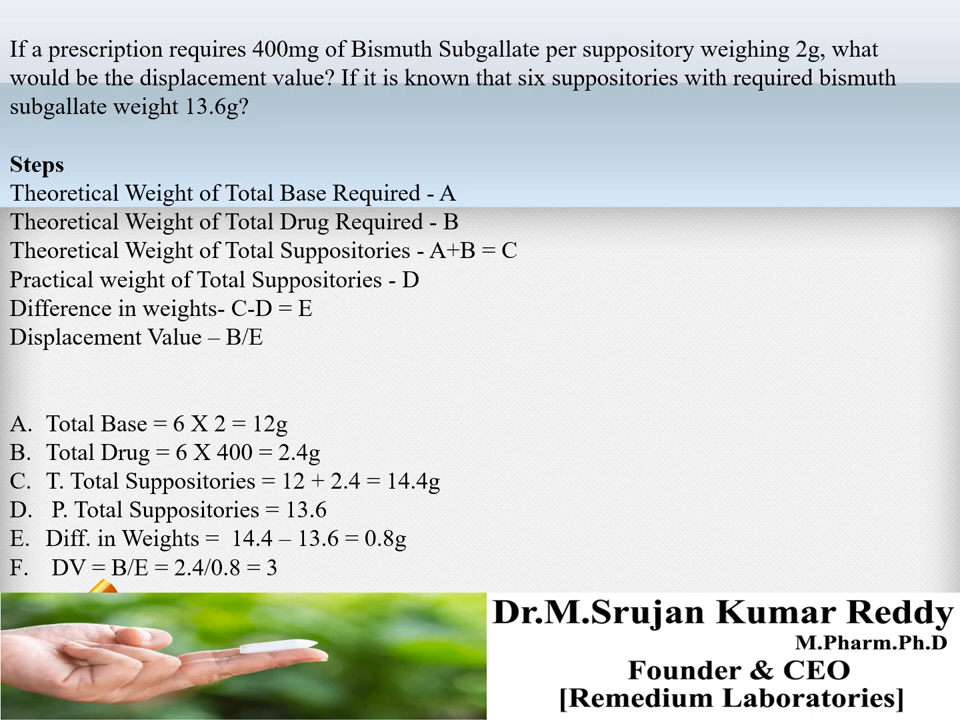 If a prescription requires 400mg of Bismuth Subgallate per suppository weighing 2g, what
would be the displacement value? If it is known that six suppositories with required bismuth
subgallate weight 13.6g?
Steps
Theoretical Weight of Total Base Required - A
Theoretical Weight of Total Drug Required - B
Theoretical Weight of Total Suppositories - A+B = C
Practical weight of Total Suppositories - D
Difference in weights- C-D = E
Displacement Value – B/E
A. Total Base = 6 X 2 = 12g
B. Total Drug = 6 X 400 = 2.4g
C. T. Total Suppositories = 12 + 2.4 = 14.4g
D. P. Total Suppositories = 13.6
E. Diff. in Weights = 14.4 – 13.6 = 0.8g
F. DV = B/E = 2.4/0.8 = 3
Dr.M.Srujan Kumar Reddy
M.Pharm.Ph.D
Founder & CEO
[Remedium Laboratories]